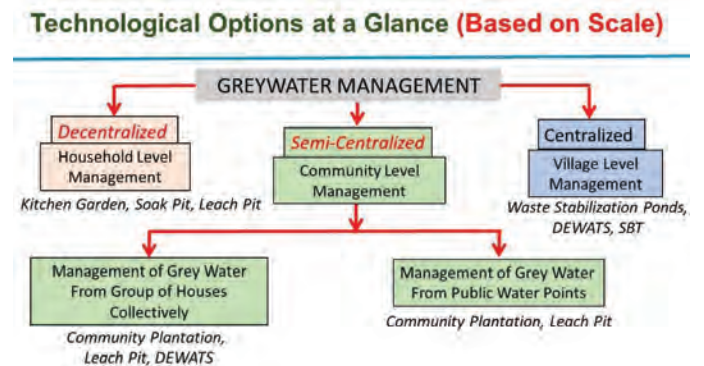 Technological Options at a Glance (Based on Scale)
GREYWATER MANAGEMENT
Decentralized
Household Level
Management
Kitchen Garden, Soak Pit, Leach Pit
Semi-Centralized
Community Level
Management
Centralized
Village Level
Management
Waste Stabilization Ponds,
DEWATS, SBT
Management of Grey Water
From Group of Houses
Collectively
Community Plantation,
Leach Pit, DEWATS
Management of Grey Water
From Public Water Points
Community Plantation, Leach Pit